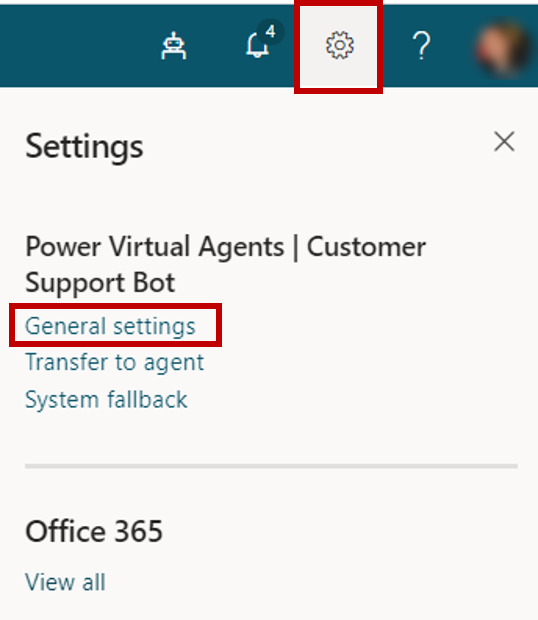 4
?
Settings
Power Virtual Agents | Customer
Support Bot
General settings
Transfer to agent
System fallback
Office 365
View all